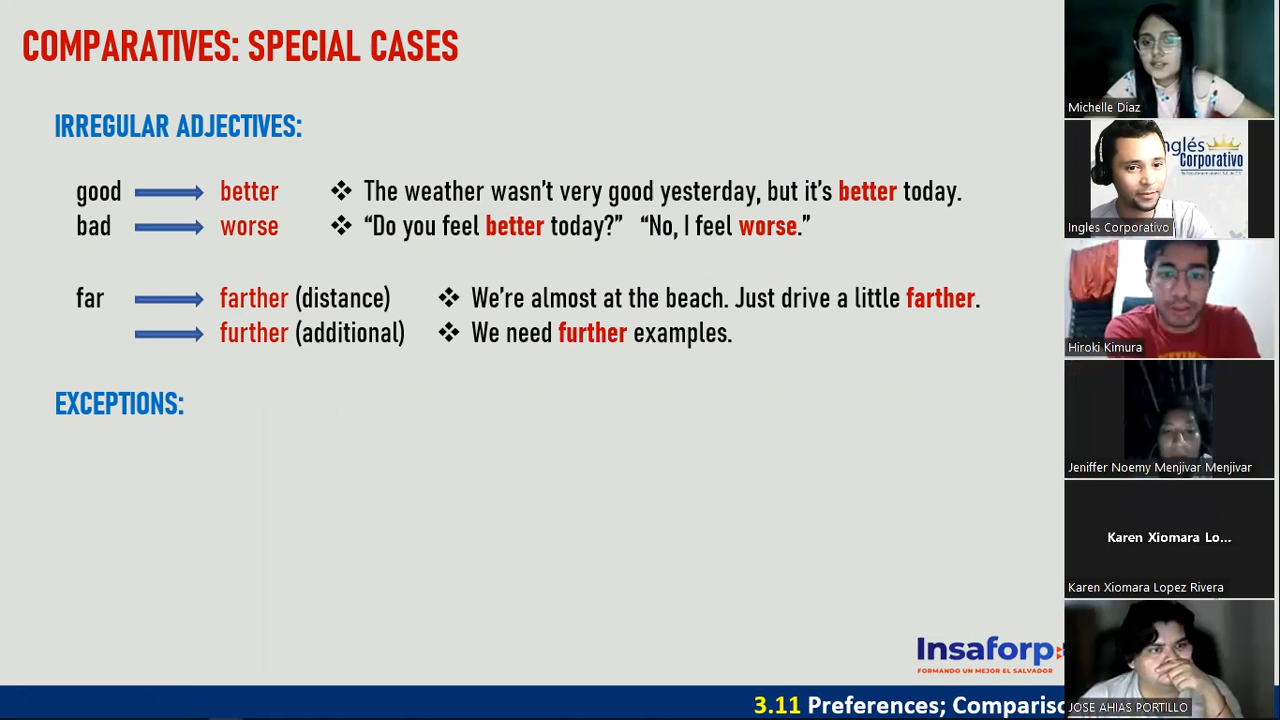 COMPARATIVES: SPECIAL CASES
IRREGULAR ADJECTIVES:
good better ❖ The weather wasn't very good yesterday, but it's better today.
bad worse ❖ “Do you feel better today?” “No, I feel worse.”
far farther (distance) ❖ We're almost at the beach. Just drive a little farther.
further (additional) ❖ We need further examples.
EXCEPTIONS:
Insaforp
FORMANDO UN MEJOR EL SALVADOR
3.11 Preferences; Comparis
Michelle Diaz
nglés
Corporativo
Ingles Corporativo
Hiroki Kimura
Jeniffer Noemy Menjivar Menjivar
Karen Xiomara Lo...
Karen Xiomara Lopez Rivera
JOSE AHIAS PORTILLO